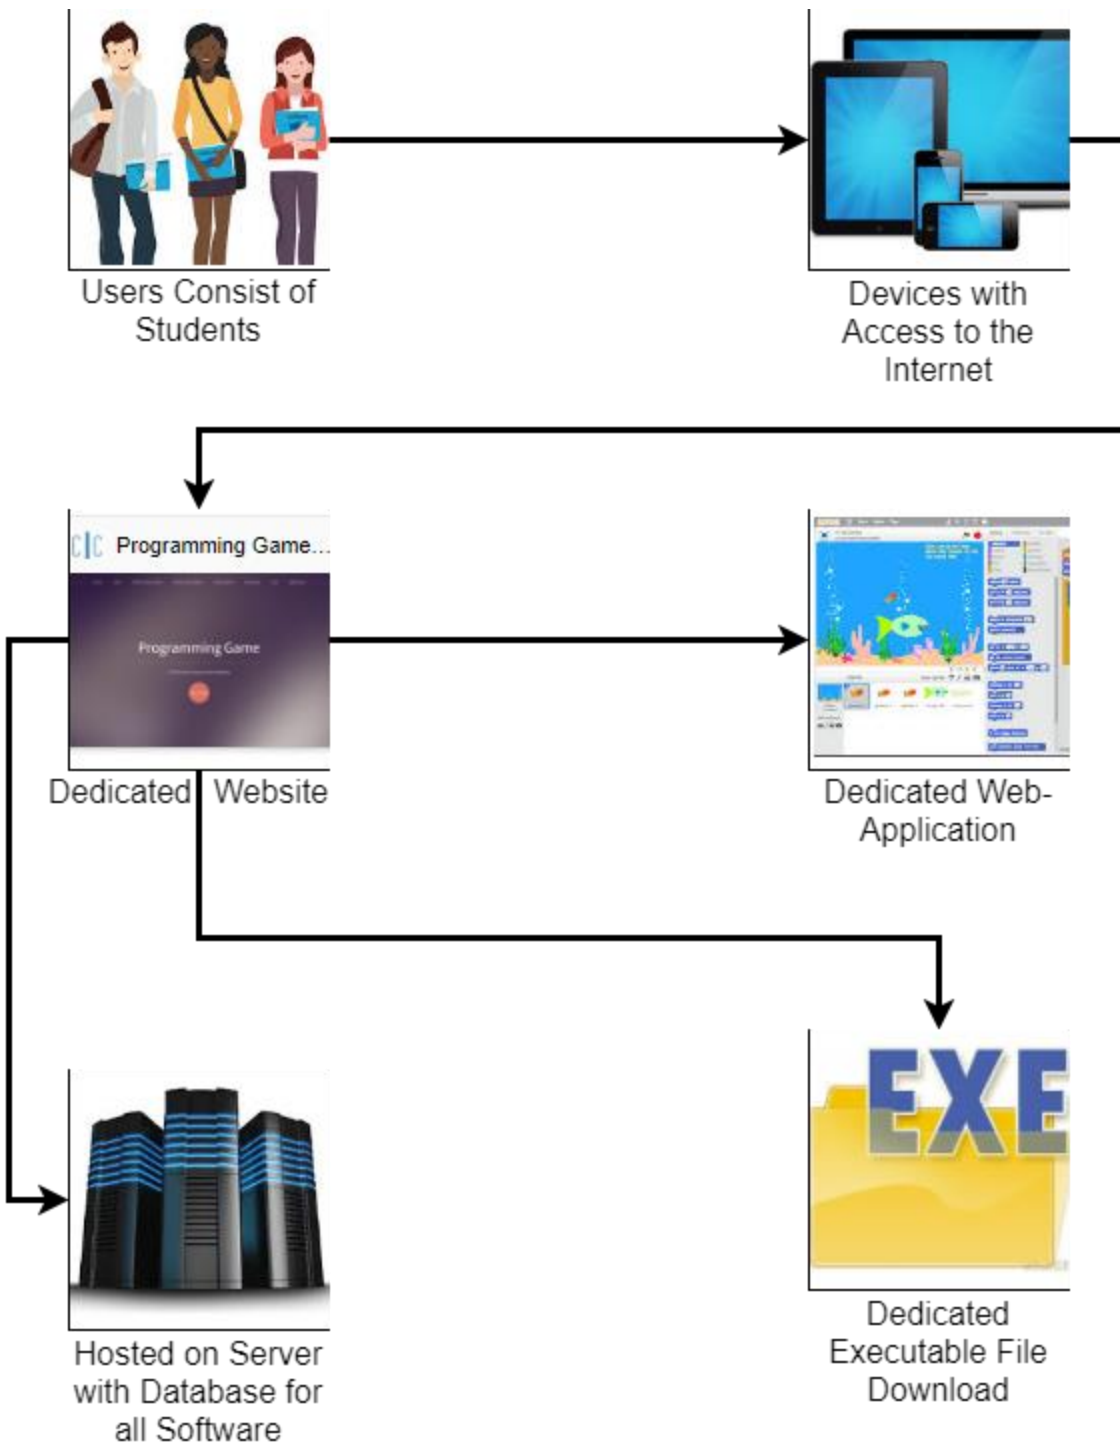 Users Consist of
Students
Devices with
Access to the
Internet
C|C Programming Game...
Programming Game
Dedicated Website
Dedicated Web-
Application
EXE
Hosted on Server
with Database for
all Software
Dedicated
Executable File
Download